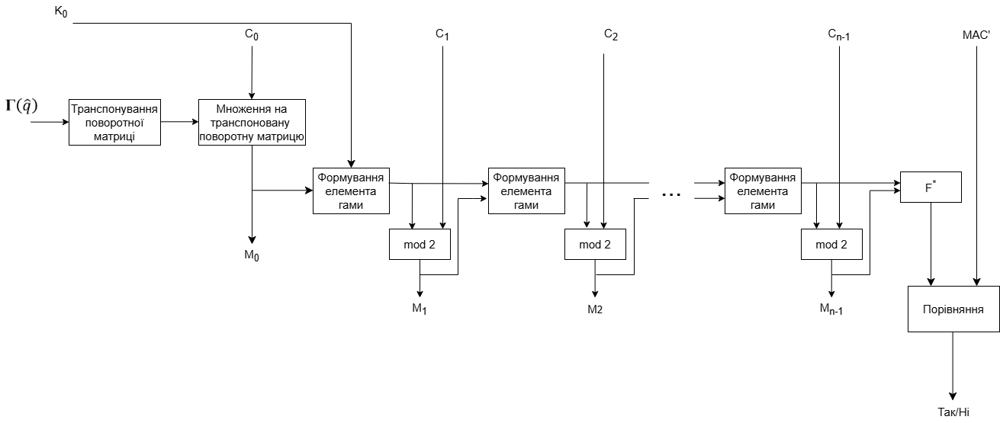 K0
C0
C1
C2
Cn-1
MAC'
Γ(q̂)
Транспонування
поворотної
матриці
Множення на
транспоновану
поворотну матрицю
Формування
елемента
гами
Формування
елемента
гами
...
Формування
елемента
гами
F*
mod 2
mod 2
mod 2
M0
M1
M2
Mn-1
Порівняння
Так/Ні